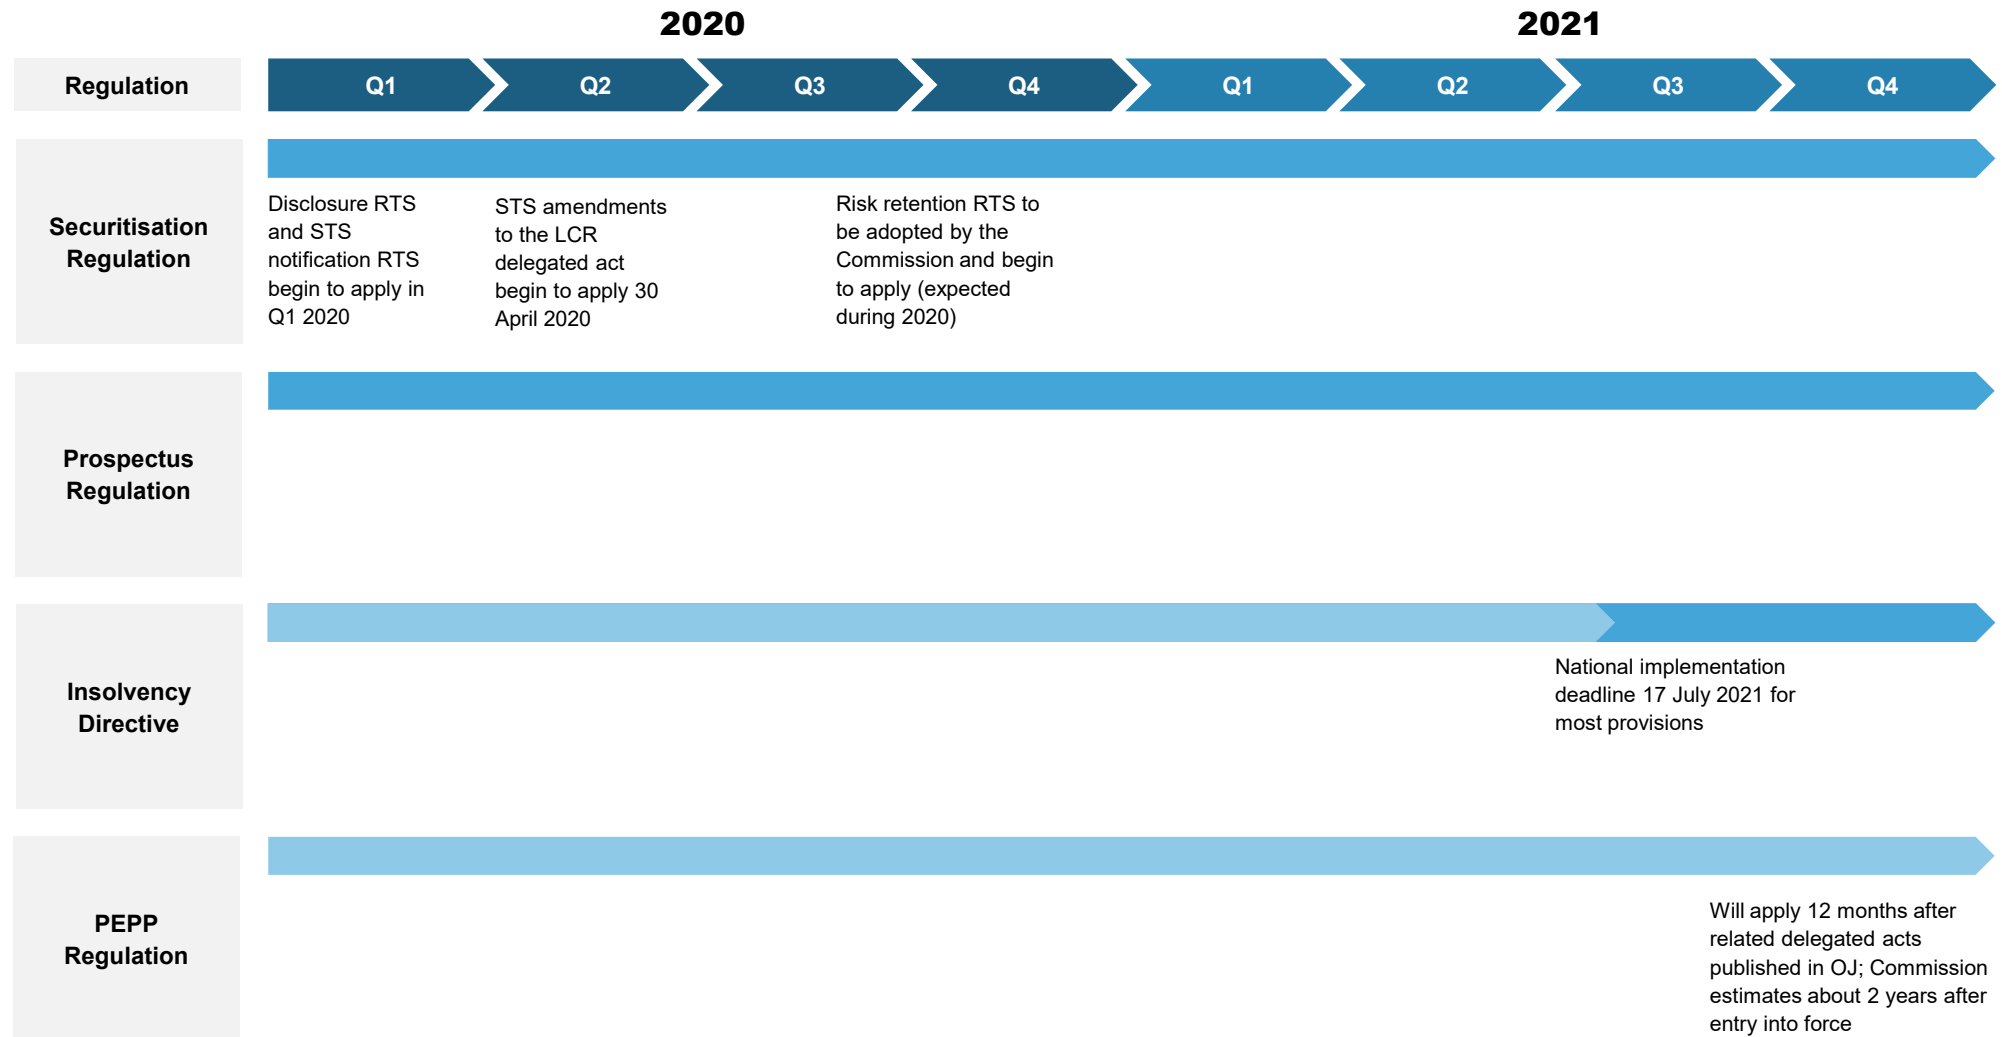 2020
2021
Regulation
Q1
Q2
Q3
Q4
Q1
Q2
Q3
Q4
Securitisation
Regulation
Disclosure RTS
and STS
notification RTS
begin to apply in
Q1 2020
STS amendments
to the LCR
delegated act
begin to apply 30
April 2020
Risk retention RTS to
be adopted by the
Commission and begin
to apply (expected
during 2020)
Prospectus
Regulation
Insolvency
Directive
National implementation
deadline 17 July 2021 for
most provisions
PEPP
Regulation
Will apply 12 months after
related delegated acts
published in OJ; Commission
estimates about 2 years after
entry into force